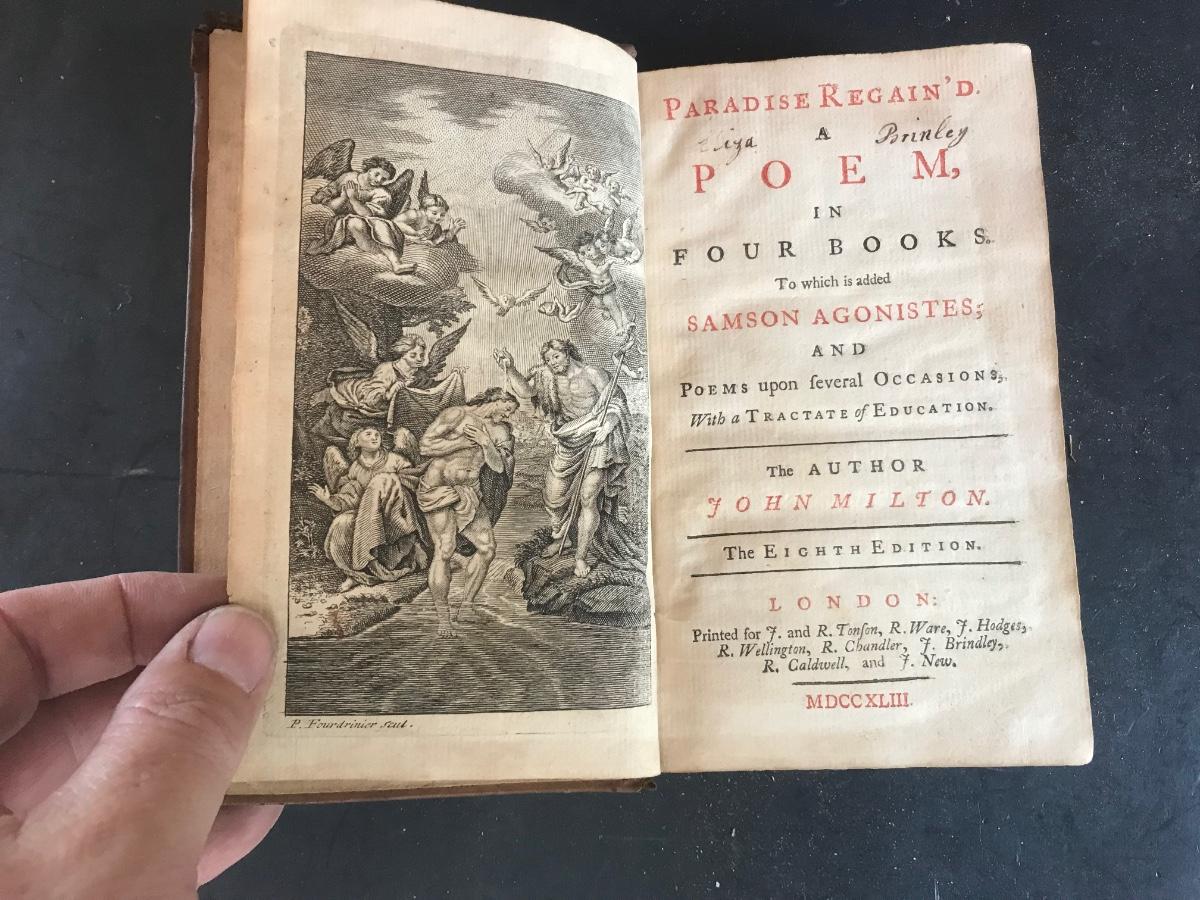 P. Fourdrinier scul.
PARADISE REGAIN'D.
A
Eliza Brinley
POEM,
IN
FOUR BOOKS.
To which is added
SAMSON AGONISTES;
AND
POEMS upon ſeveral OCCASIONS,
With a TRACTATE of EDUCATION.
The AUTHOR
JOHN MILTON.
The EIGHTH EDITION.
LONDON:
Printed for J. and R. Tonſon, R. Ware, J. Hodges,
R. Wellington, R. Chandler, J. Brindley,
R. Caldwell, and J. New.
MDCCXLIII.